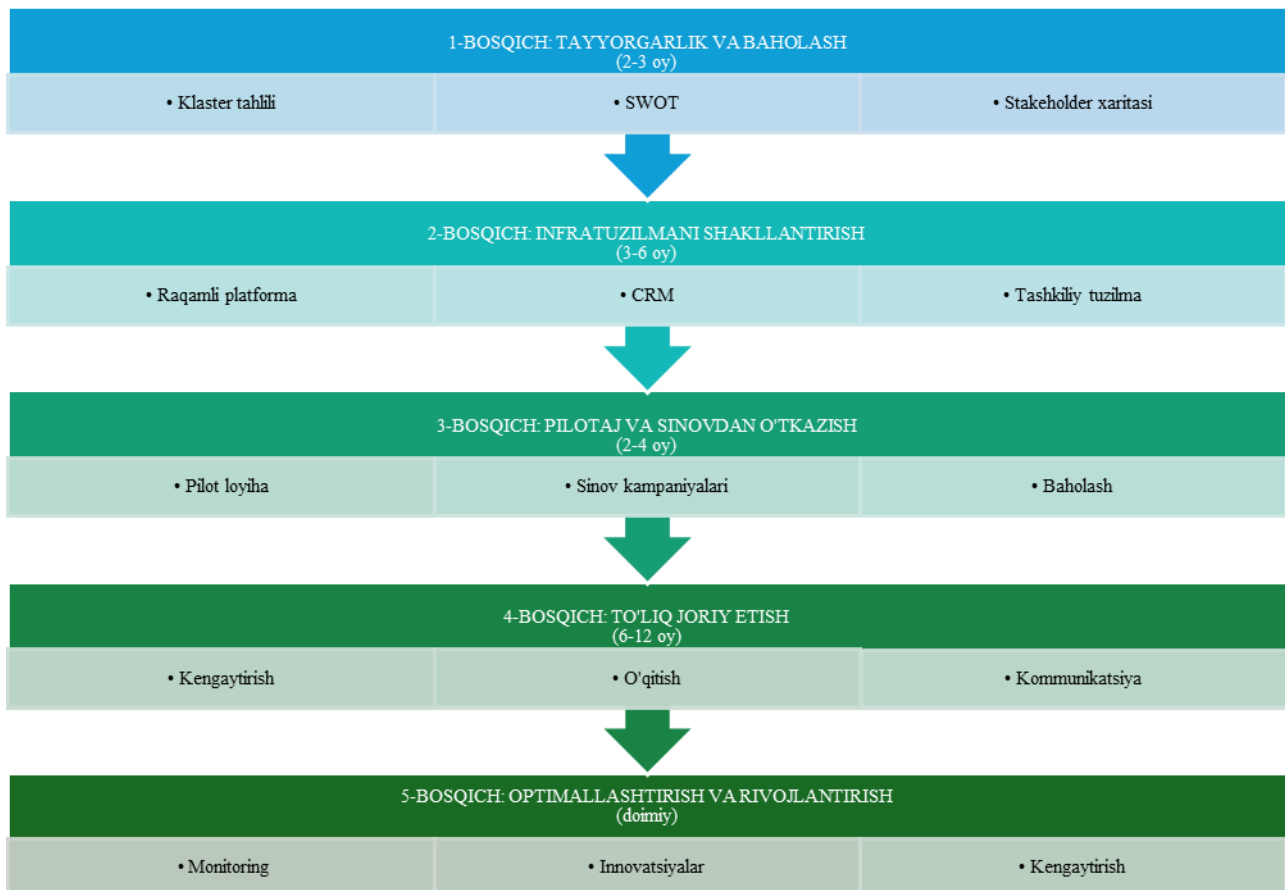 1-BOSQICH: TAYYORGARLIK VA BAHOLASH
(2-3 oy)
• Klaster tahlili
• SWOT
• Stakeholder xaritasi
2-BOSQICH: INFRATUZILMANI SHAKLLANTIRISH
(3-6 oy)
• Raqamli platforma
• CRM
• Tashkiliy tuzilma
3-BOSQICH: PILOTAJ VA SINOVDAN O'TKAZISH
(2-4 oy)
• Pilot loyiha
• Sinov kampaniyalari
• Baholash
4-BOSQICH: TO'LIQ JORIY ETISH
(6-12 oy)
• Kengaytirish
• O'qitish
• Kommunikatsiya
5-BOSQICH: OPTIMALLASHTIRISH VA RIVOJLANTIRISH
(doimiy)
• Monitoring
• Innovatsiyalar
• Kengaytirish